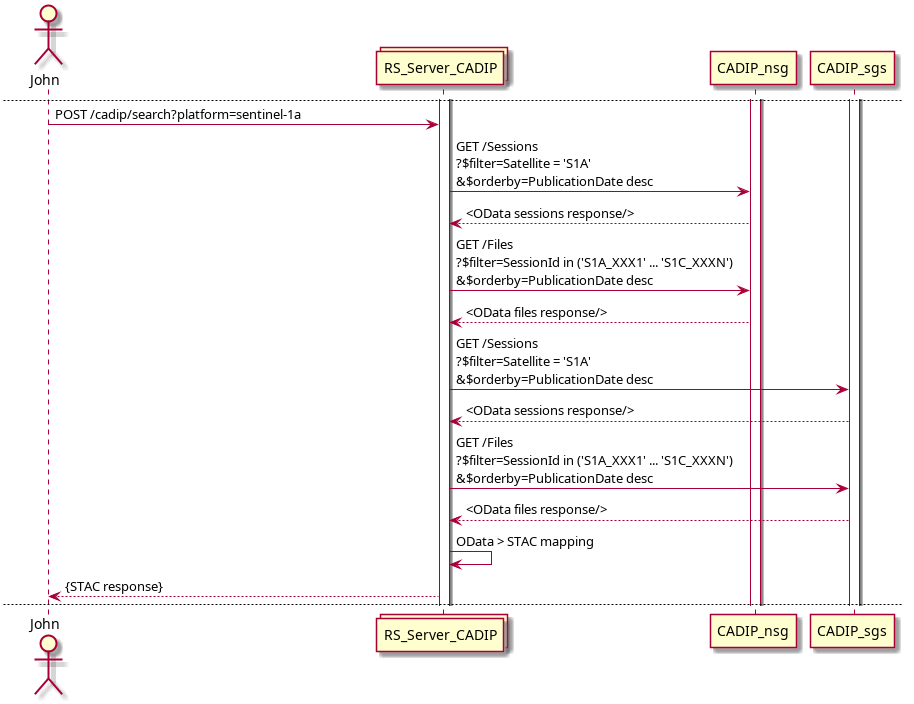 John
RS_Server_CADIP
CADIP_nsg
CADIP_sgs
POST /cadip/search?platform=sentinel-1a
GET /Sessions
?$filter=Satellite = 'S1A'
&$orderby=PublicationDate desc
<OData sessions response/>
GET /Files
?$filter=SessionId in ('S1A_XXX1' ... 'S1C_XXXN')
&$orderby=PublicationDate desc
<OData files response/>
GET /Sessions
?$filter=Satellite = 'S1A'
&$orderby=PublicationDate desc
<OData sessions response/>
GET /Files
?$filter=SessionId in ('S1A_XXX1' ... 'S1C_XXXN')
&$orderby=PublicationDate desc
<OData files response/>
OData > STAC mapping
{STAC response}
John
RS_Server_CADIP
CADIP_nsg
CADIP_sgs